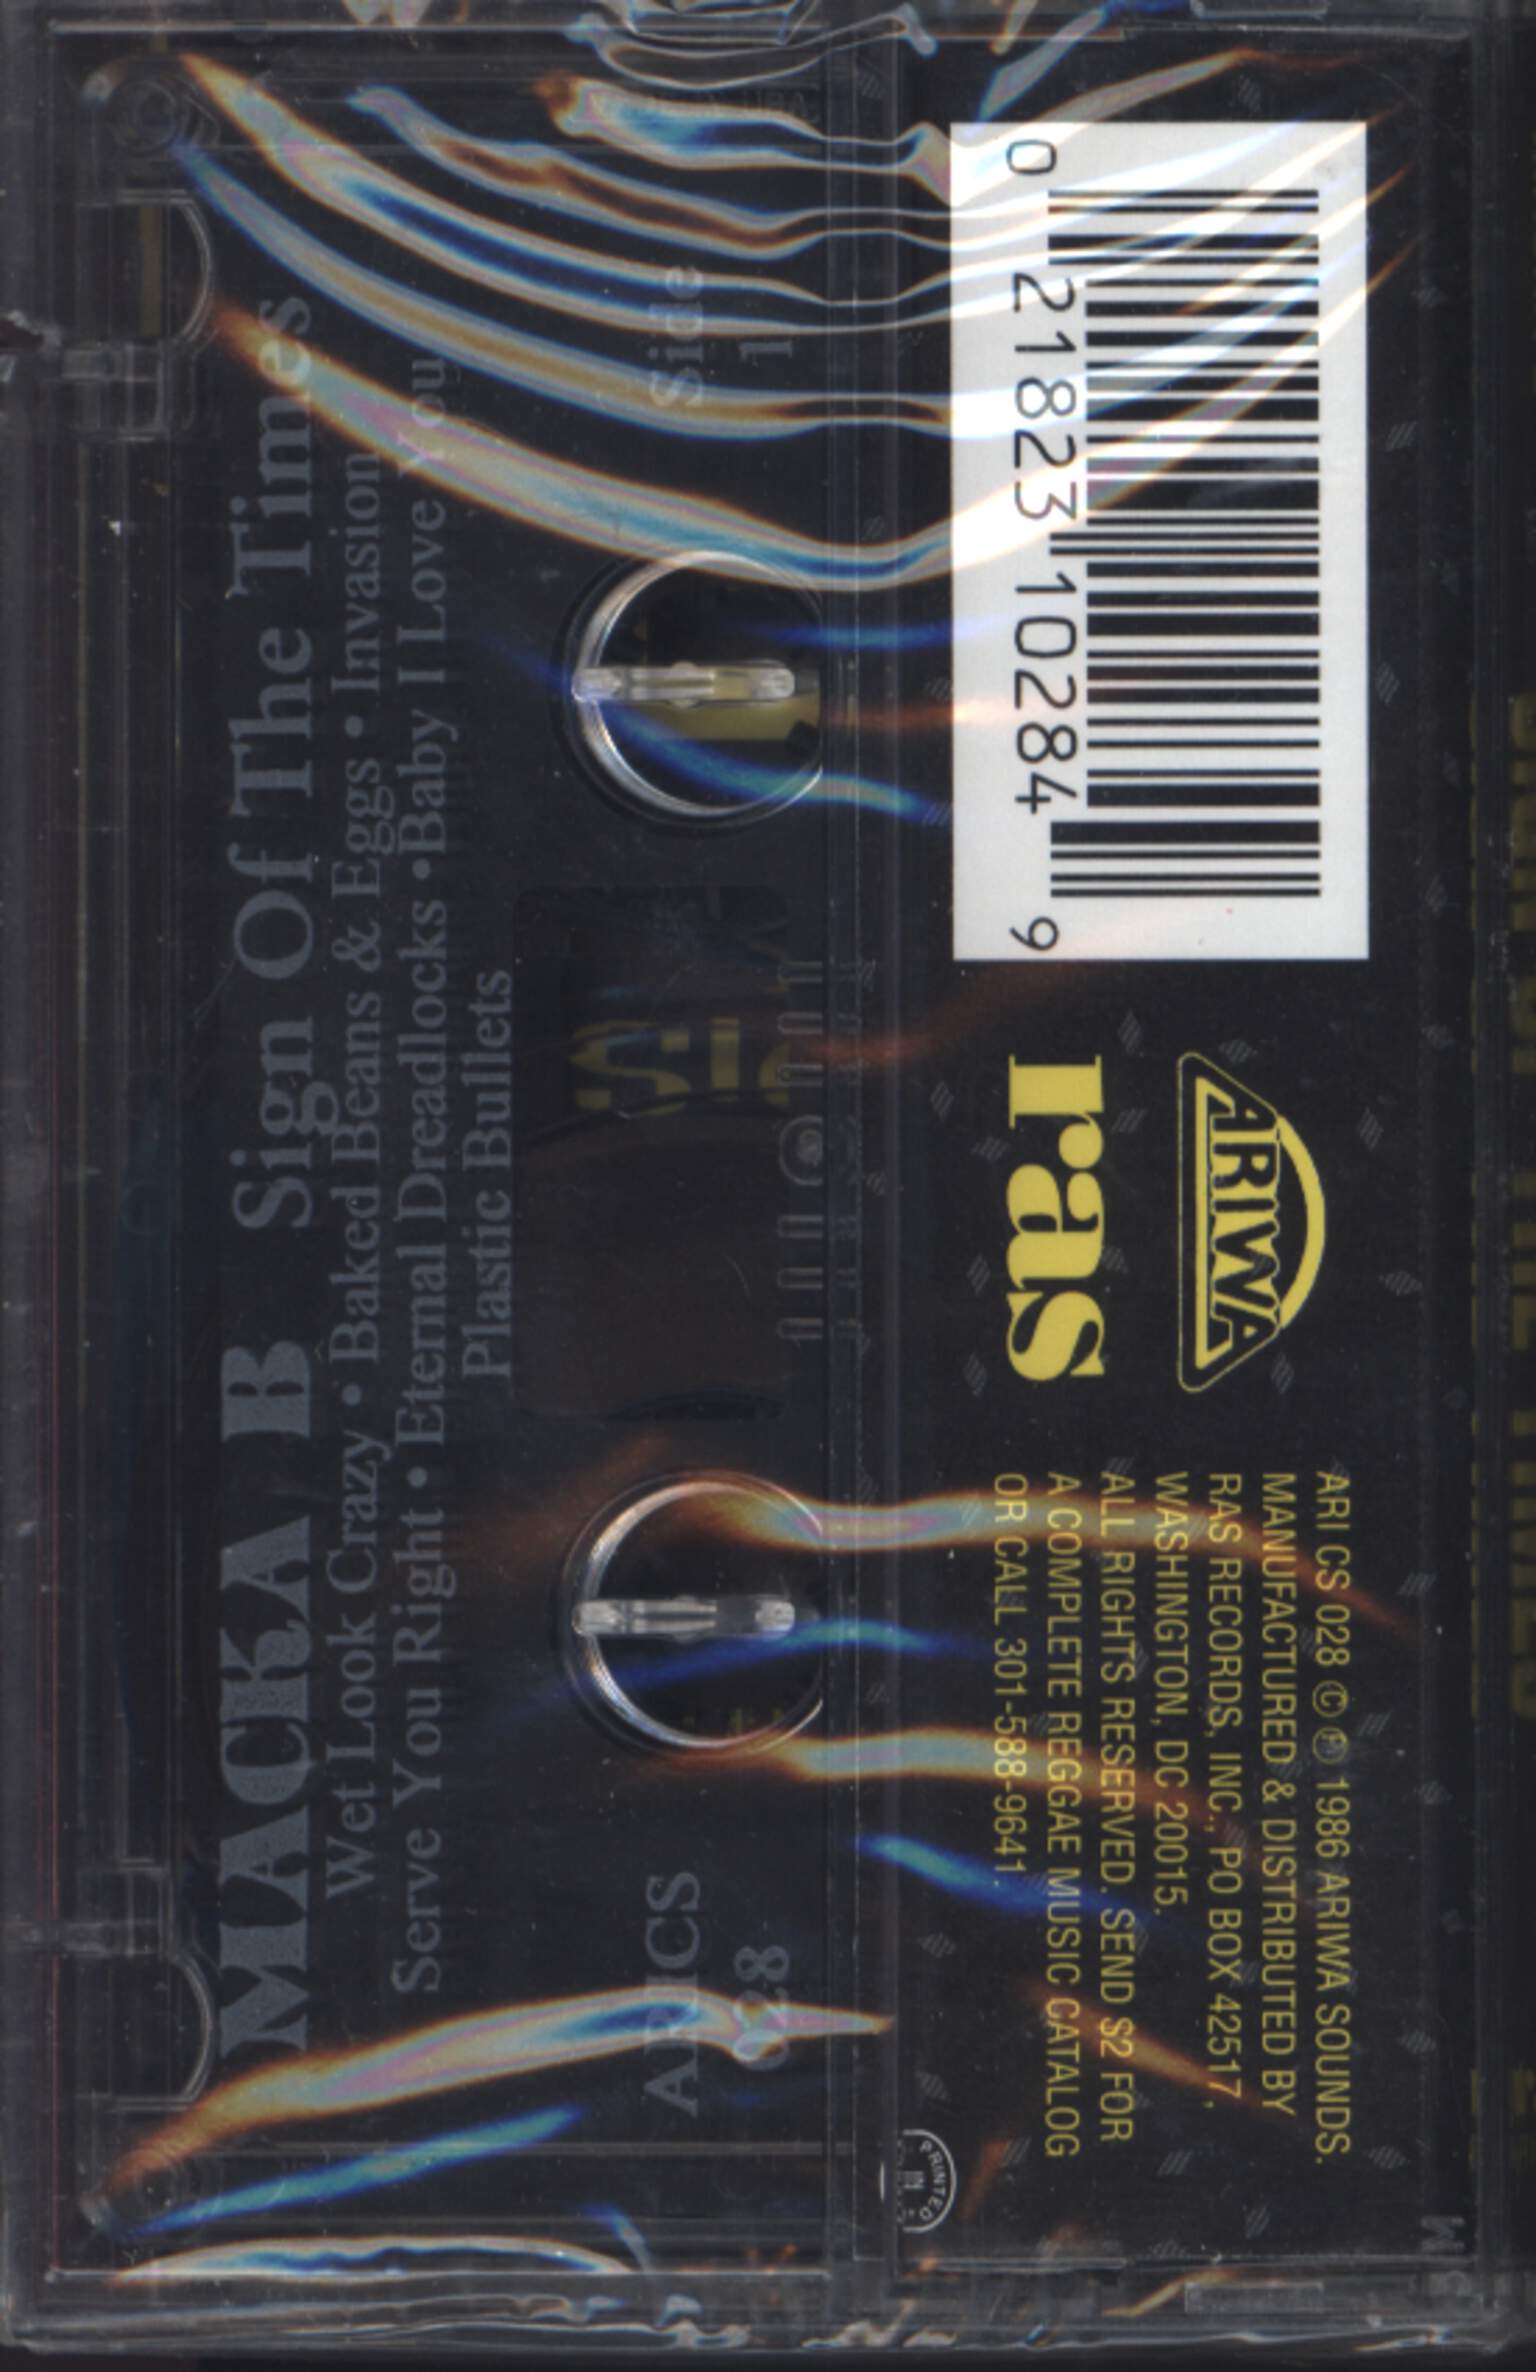 MACKA B Sign Of The Times
Wet Look Crazy • Baked Beans & Eggs • Invasion
Serve You Right • Eternal Dreadlocks • Baby I Love You
Plastic Bullets
ARICS
028
Side
1
0 21823 10284 9
ras
ARIWA
ARI CS 028 © ℗ 1986 ARIWA SOUNDS.
MANUFACTURED & DISTRIBUTED BY
RAS RECORDS, INC., PO BOX 42517,
WASHINGTON, DC 20015.
ALL RIGHTS RESERVED. SEND $2 FOR
A COMPLETE REGGAE MUSIC CATALOG
OR CALL 301-588-9641
PRINTED
IN